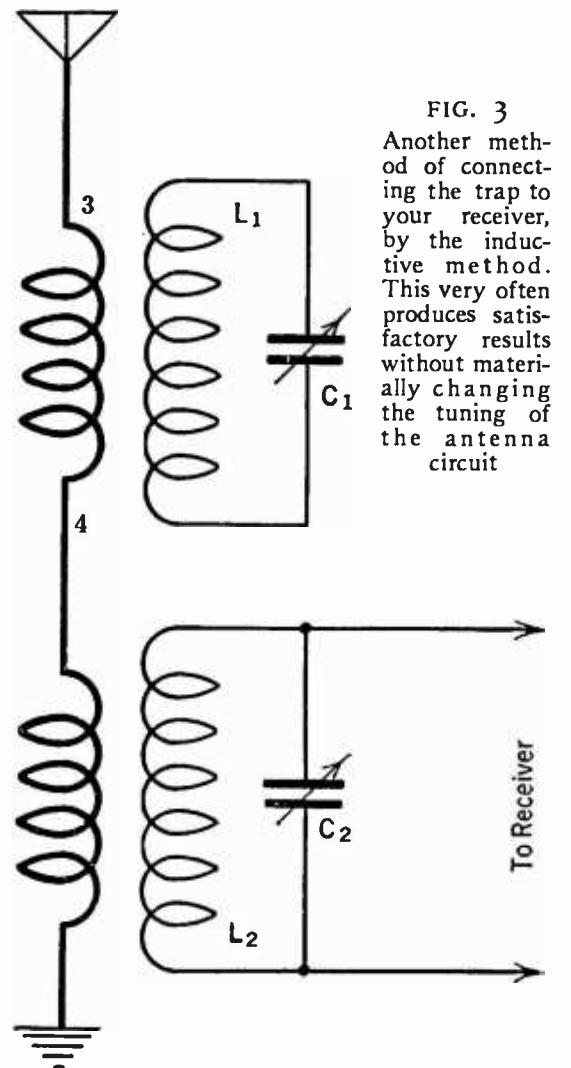 FIG. 3
Another meth-
od of connect-
ing the trap to
your receiver,
by the induc-
tive method.
This very often
produces satis-
factory results
without materi-
ally changing
the tuning of
the antenna
circuit
3
L1
C1
4
C2
L2
To Receiver